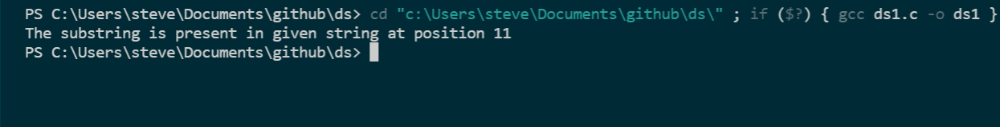 PS C:\Users\steve\Documents\github\ds> cd "c:\Users\steve\Documents\github\ds\" ; if ($?) { gcc ds1.c -o ds1 }
The substring is present in given string at position 11
PS C:\Users\steve\Documents\github\ds>